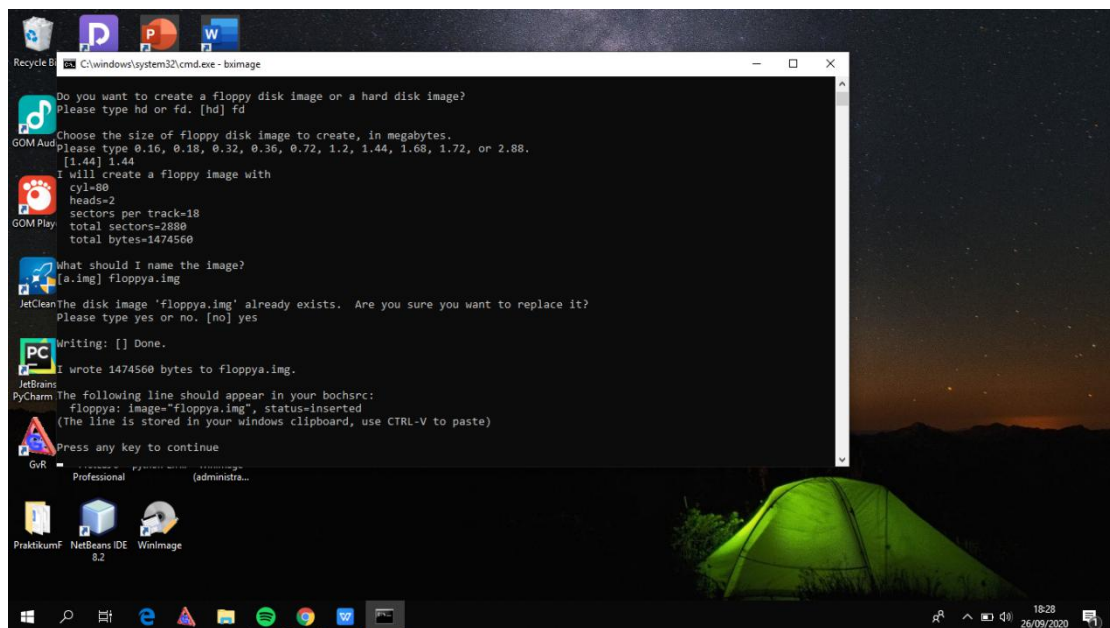 Recycle Bi
C:\windows\system32\cmd.exe - bximage
Do you want to create a floppy disk image or a hard disk image?
Please type hd or fd. [hd] fd
Choose the size of floppy disk image to create, in megabytes.
Please type 0.16, 0.18, 0.32, 0.36, 0.72, 1.2, 1.44, 1.68, 1.72, or 2.88.
[1.44] 1.44
I will create a floppy image with
cyl=80
heads=2
sectors per track=18
total sectors=2880
total bytes=1474560
What should I name the image?
[a.img] floppya.img
The disk image 'floppya.img' already exists.  Are you sure you want to replace it?
Please type yes or no. [no] yes
Writing: [] Done.
I wrote 1474560 bytes to floppya.img.
The following line should appear in your bochsrc:
floppya: image="floppya.img", status=inserted
(The line is stored in your windows clipboard, use CTRL-V to paste)
Press any key to continue
GOM Aud
GOM Play
JetClean
PC
JetBrains
PyCharm
GvR
Professional
(administra...
PraktikumF
NetBeans IDE
8.2
WinImage
18:28
26/09/2020